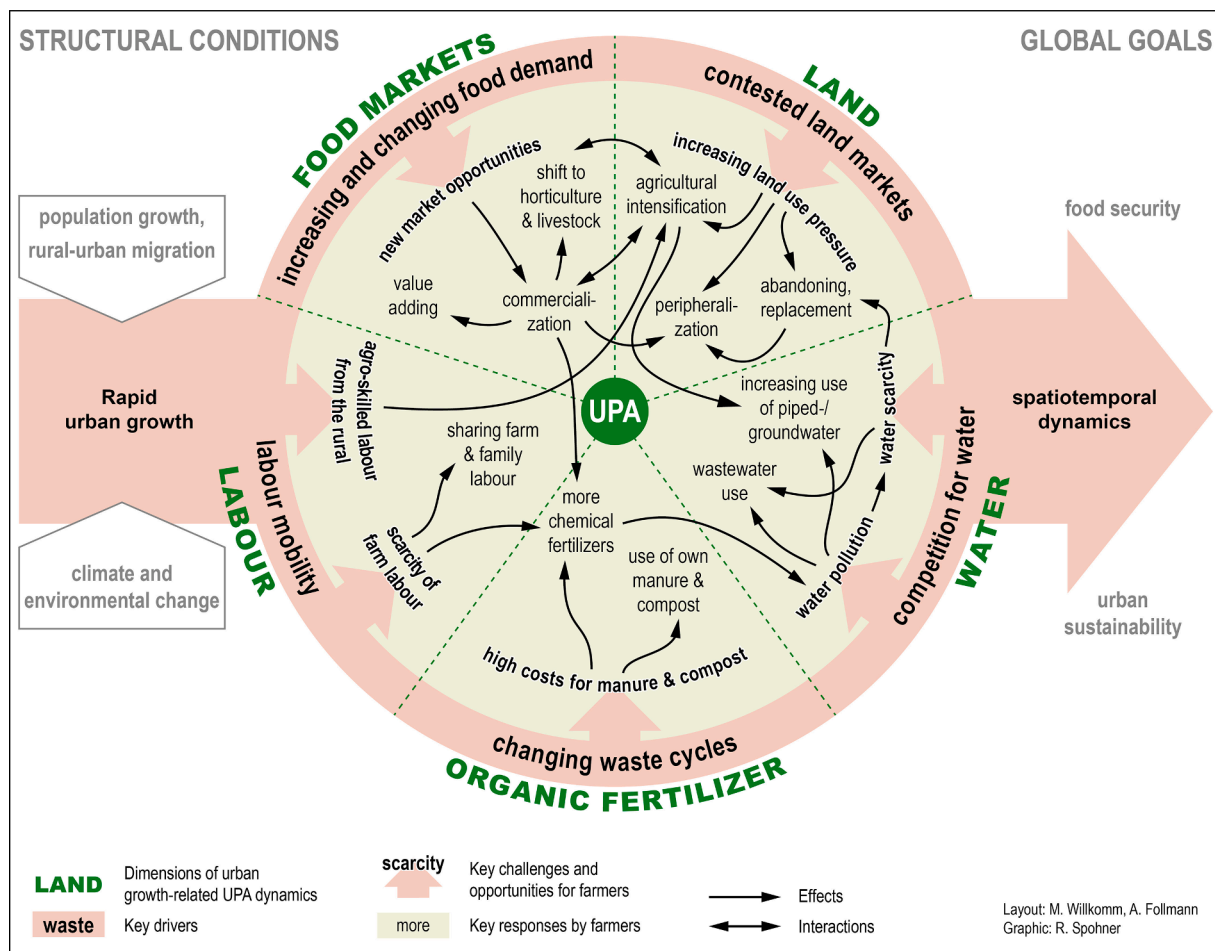 STRUCTURAL CONDITIONS
GLOBAL GOALS
FOOD MARKETS
increasing and changing food demand
LAND
contested land markets
population growth,
rural-urban migration
Rapid
urban growth
climate and
environmental change
food security
spatiotemporal
dynamics
urban
sustainability
new market opportunities
shift to
horticulture
& livestock
value
adding
commerciali-
zation
agricultural
intensification
increasing land use pressure
peripherali-
zation
abandoning,
replacement
agro-skilled labour
from the rural
sharing farm
& family
labour
scarcity of
farm labour
labour mobility
LABOUR
UPA
increasing use
of piped-/
groundwater
water scarcity
wastewater
use
water pollution
competition for water
WATER
more
chemical
fertilizers
use of own
manure &
compost
high costs for manure & compost
changing waste cycles
ORGANIC FERTILIZER
LAND
Dimensions of urban
growth-related UPA dynamics
waste
Key drivers
scarcity
Key challenges and
opportunities for farmers
more
Key responses by farmers
Effects
Interactions
Layout: M. Willkomm, A. Follmann
Graphic: R. Spohner